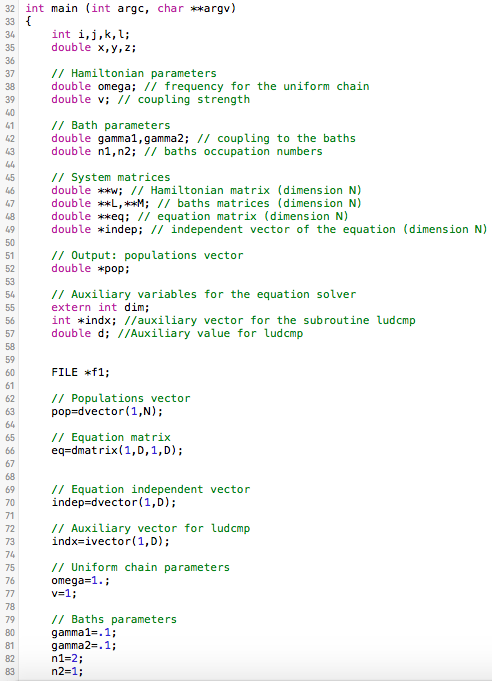 32 int main (int argc, char **argv)
33 {
34 int i,j,k,l;
35 double x,y,z;
36
37 // Hamiltonian parameters
38 double omega; // frequency for the uniform chain
39 double v; // coupling strength
40
41 // Bath parameters
42 double gamma1,gamma2; // coupling to the baths
43 double n1,n2; // baths occupation numbers
44
45 // System matrices
46 double **w; // Hamiltonian matrix (dimension N)
47 double **L,**M; // baths matrices (dimension N)
48 double **eq; // equation matrix (dimension N)
49 double *indep; // independent vector of the equation (dimension N)
50
51 // Output: populations vector
52 double *pop;
53
54 // Auxiliary variables for the equation solver
55 extern int dim;
56 int *indx; //auxiliary vector for the subroutine ludcmp
57 double d; //Auxiliary value for ludcmp
58
59
60 FILE *f1;
61
62 // Populations vector
63 pop=dvector(1,N);
64
65 // Equation matrix
66 eq=dmatrix(1,D,1,D);
67
68
69 // Equation independent vector
70 indep=dvector(1,D);
71
72 // Auxiliary vector for ludcmp
73 indx=ivector(1,D);
74
75 // Uniform chain parameters
76 omega=1.;
77 v=1;
78
79 // Baths parameters
80 gamma1=.1;
81 gamma2=.1;
82 n1=2;
83 n2=1;